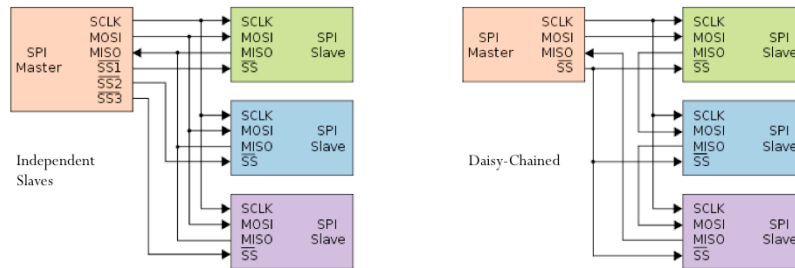 SCLK
MOSI
SPI MISO
Master SS1
SS2
SS3
SCLK
MOSI SPI
MISO Slave
SS
SCLK
MOSI SPI
MISO Slave
SS
SCLK
MOSI SPI
MISO Slave
SS
Independent
Slaves
SCLK
MOSI
SPI MISO
Master SS
SCLK
MOSI SPI
MISO Slave
SS
SCLK
MOSI SPI
MISO Slave
SS
SCLK
MOSI SPI
MISO Slave
SS
Daisy-Chained